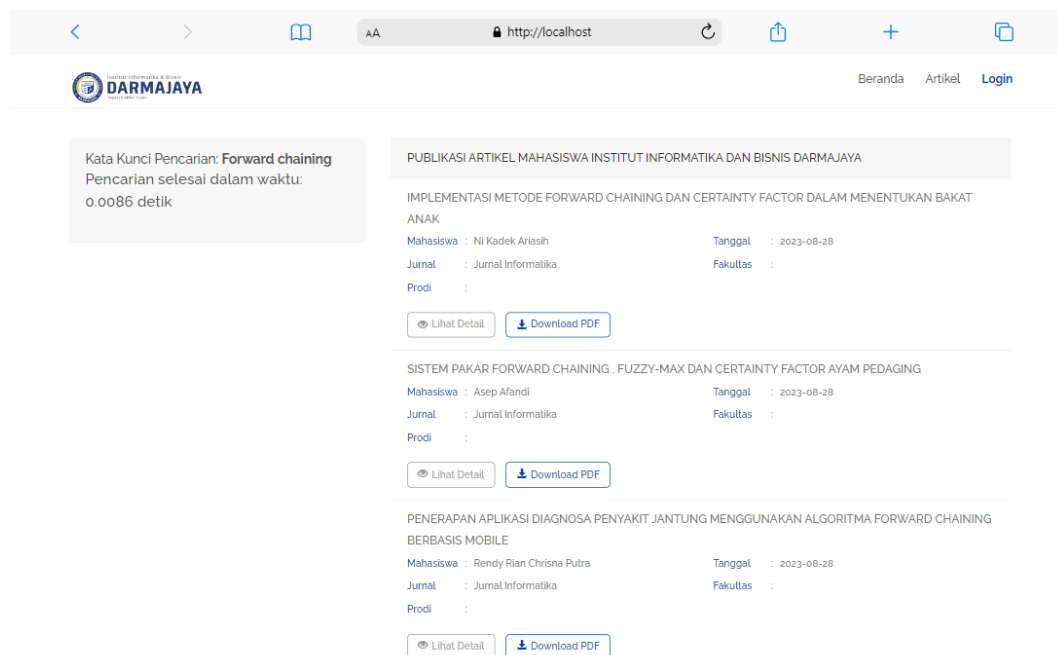 AA
http://localhost
Institut Informatika & Bisnis
DARMAJAYA
Beranda Artikel Login
Kata Kunci Pencarian: Forward chaining
Pencarian selesai dalam waktu:
0.0086 detik
PUBLIKASI ARTIKEL MAHASISWA INSTITUT INFORMATIKA DAN BISNIS DARMAJAYA
IMPLEMENTASI METODE FORWARD CHAINING DAN CERTAINTY FACTOR DALAM MENENTUKAN BAKAT
ANAK
Mahasiswa : Ni Kadek Ariasih Tanggal : 2023-08-28
Jurnal : Jurnal Informatika Fakultas :
Prodi :
Lihat Detail Download PDF
SISTEM PAKAR FORWARD CHAINING , FUZZY-MAX DAN CERTAINTY FACTOR AYAM PEDAGING
Mahasiswa : Asep Afandi Tanggal : 2023-08-28
Jurnal : Jurnal Informatika Fakultas :
Prodi :
Lihat Detail Download PDF
PENERAPAN APLIKASI DIAGNOSA PENYAKIT JANTUNG MENGGUNAKAN ALGORITMA FORWARD CHAINING
BERBASIS MOBILE
Mahasiswa : Rendy Rian Chrisna Putra Tanggal : 2023-08-28
Jurnal : Jurnal Informatika Fakultas :
Prodi :
Lihat Detail Download PDF